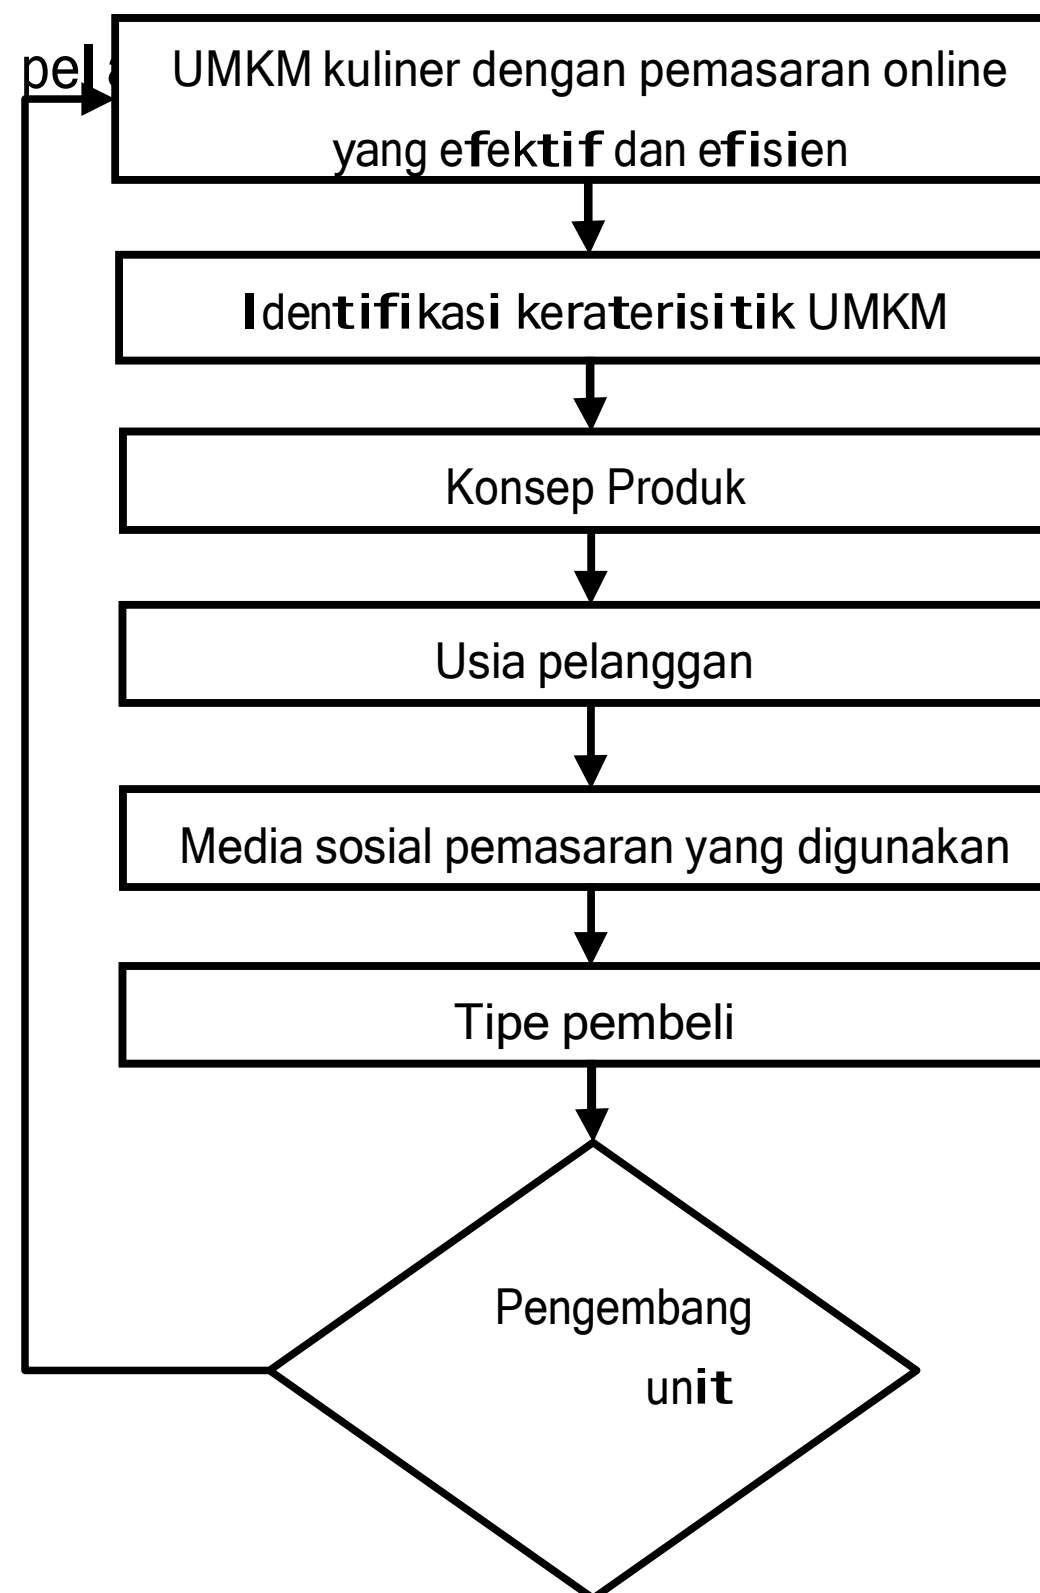 UMKM kuliner dengan pemasaran online
yang efektif dan efisien
Identifikasi keraterisitik UMKM
Konsep Produk
Usia pelanggan
Media sosial pemasaran yang digunakan
Tipe pembeli
Pengembang
unit